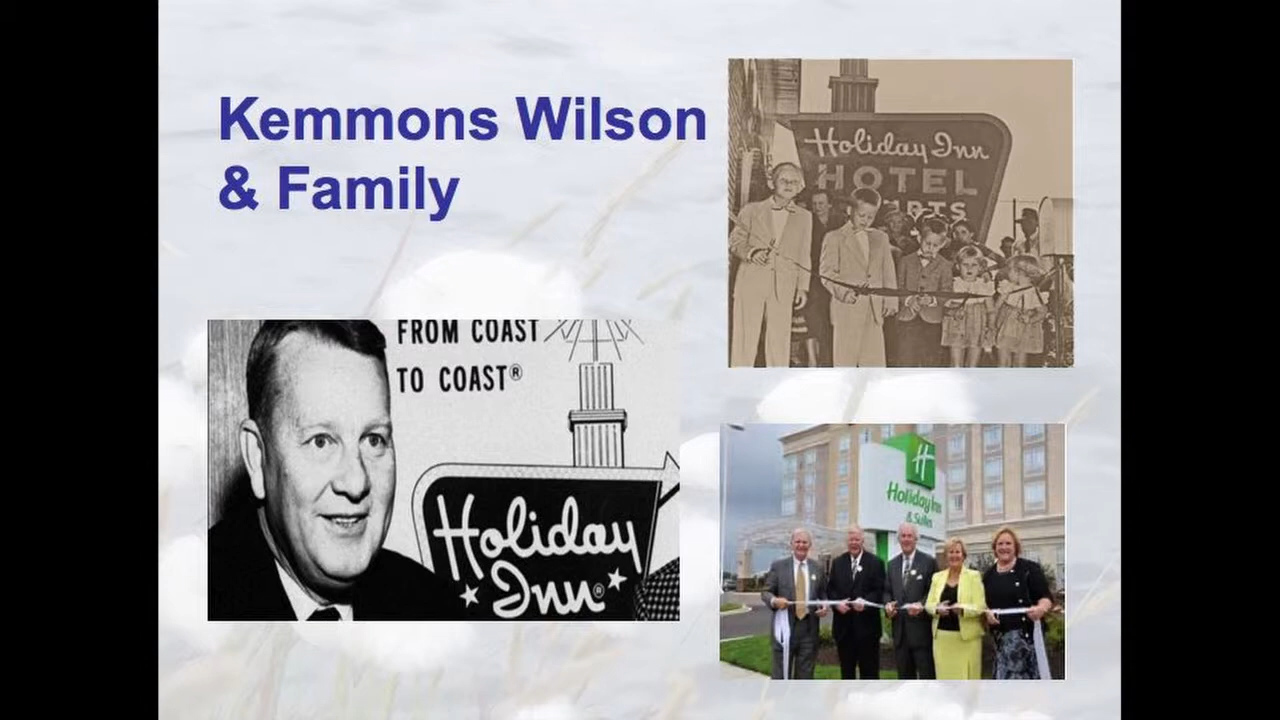 Kemmons Wilson
& Family
Holiday Inn
HOTEL
FROM COAST
TO COAST®
Holiday
Inn®
H
Holiday Inn
& Suites